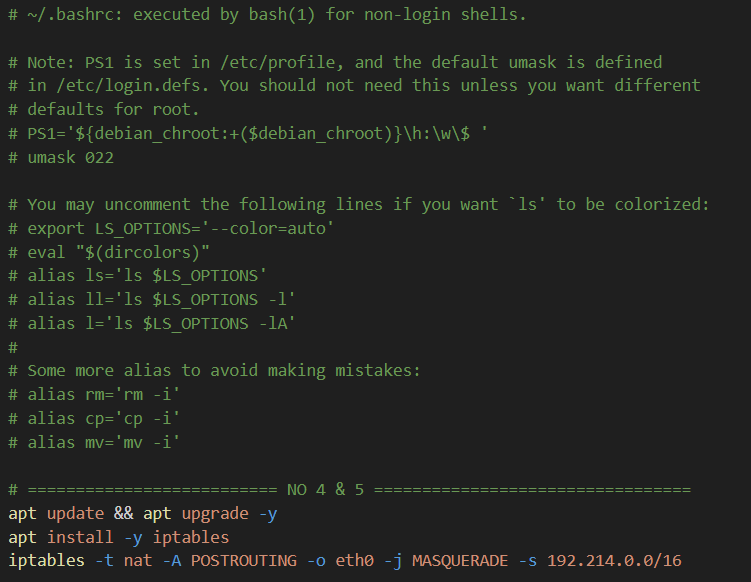 # ~/.bashrc: executed by bash(1) for non-login shells.
# Note: PS1 is set in /etc/profile, and the default umask is defined
# in /etc/login.defs. You should not need this unless you want different
# defaults for root.
# PS1='${debian_chroot:+($debian_chroot)}\h:\w\$ '
# umask 022
# You may uncomment the following lines if you want `ls' to be colorized:
# export LS_OPTIONS='--color=auto'
# eval "$(dircolors)"
# alias ls='ls $LS_OPTIONS'
# alias ll='ls $LS_OPTIONS -l'
# alias l='ls $LS_OPTIONS -lA'
#
# Some more alias to avoid making mistakes:
# alias rm='rm -i'
# alias cp='cp -i'
# alias mv='mv -i'
# ========================== NO 4 & 5 =================================
apt update && apt upgrade -y
apt install -y iptables
iptables -t nat -A POSTROUTING -o eth0 -j MASQUERADE -s 192.214.0.0/16